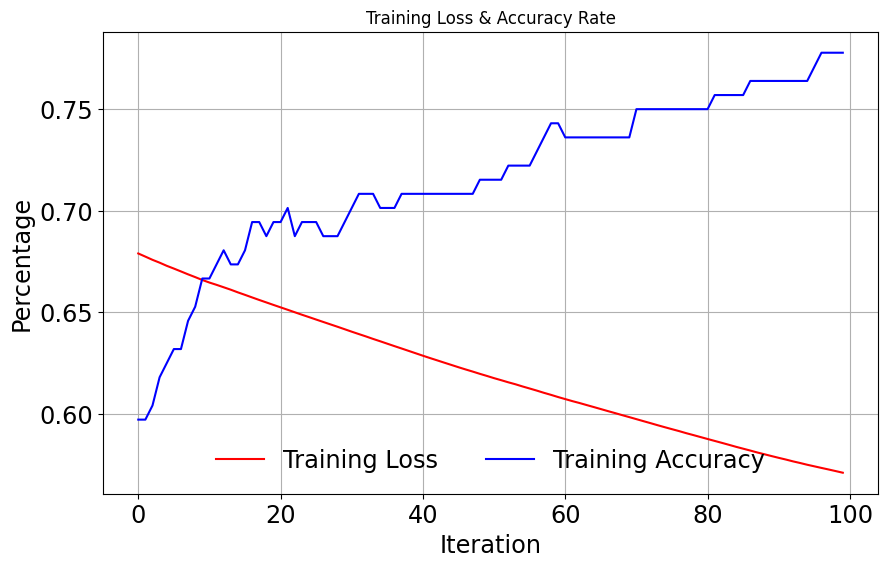 Training Loss & Accuracy Rate
Percentage
0.75
0.70
0.65
0.60
Training Loss Training Accuracy
0 20 40 60 80 100
Iteration